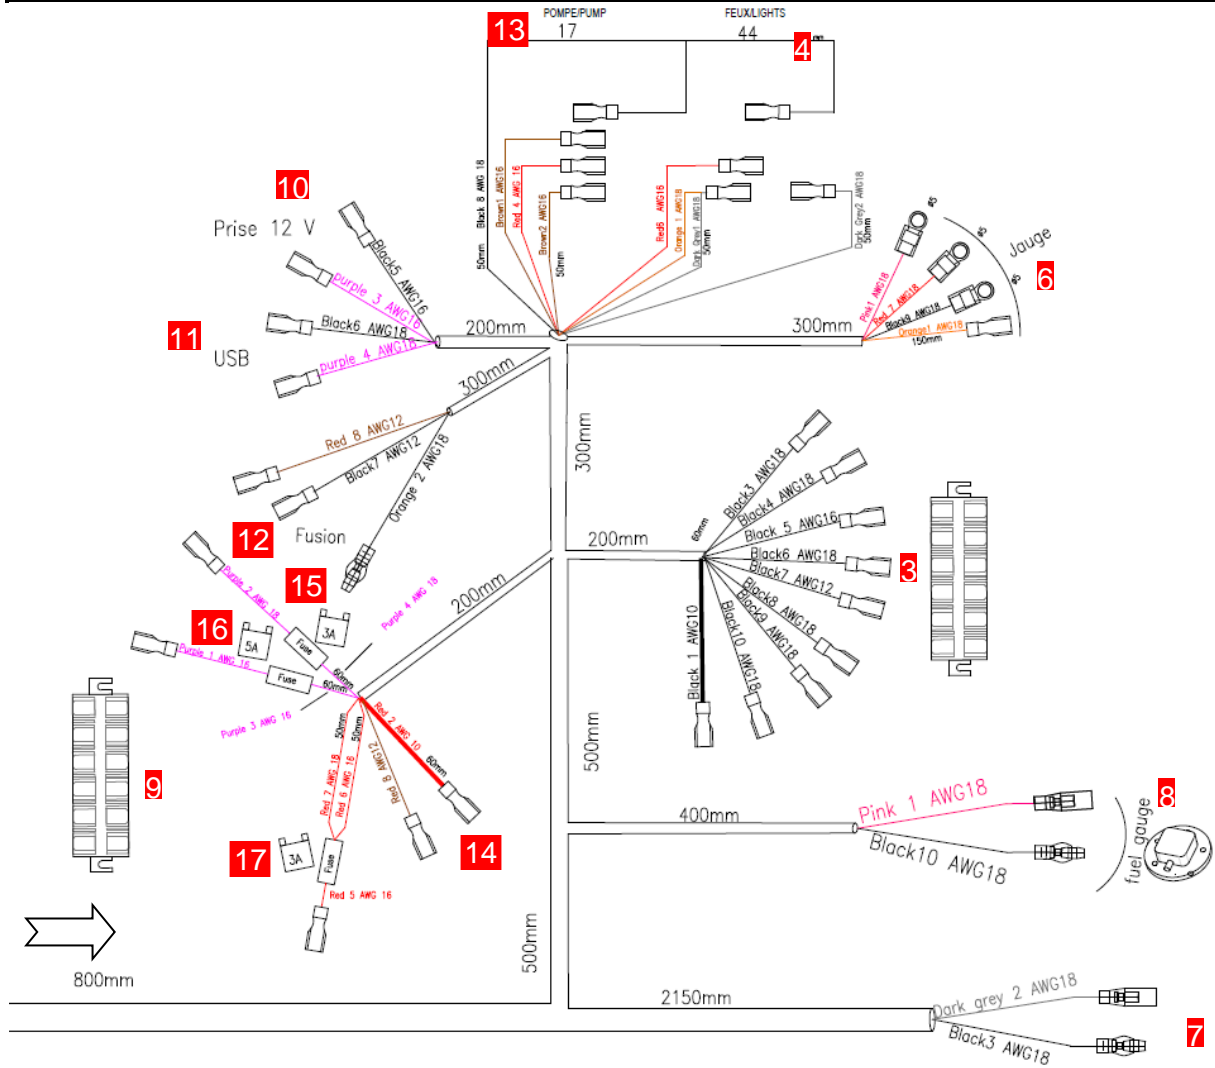 13
POMPE/PUMP
17
FEUX/LIGHTS
44
4
50mm Black 8 AWG 18
Brown1 AWG16
Red 4 AWG 16
Brown2 AWG16
50mm
Red6 AWG16
Orange 1 AWG18
Dark Grey1 AWG18
50mm
Dark Grey2 AWG18
50mm
10
Prise 12 V
Black5 AWG16
purple 3 AWG16
11
USB
Black6 AWG18
purple 4 AWG18
200mm
300mm
Pink1 AWG18
Red 7 AWG18
Black9 AWG18
Orange1 AWG18
150mm
ø5
ø5
ø5
Jauge
6
300mm
Red 8 AWG12
Black7 AWG12
Orange 2 AWG18
12
Fusion
300mm
200mm
60mm
Black3 AWG18
Black4 AWG18
Black 5 AWG16
Black6 AWG18
Black7 AWG12
Black8 AWG18
Black9 AWG18
Black10 AWG18
Black 1 AWG10
3
200mm
15
3A
16
5A
Purple 2 AWG 18
Fuse
60mm
Purple 4 AWG 18
Purple 1 AWG 16
Fuse
60mm
Purple 3 AWG 16
50mm
50mm
Red 7 AWG 18
Red 6 AWG 16
Red 8 AWG12
Red 2 AWG 10
60mm
14
17
3A
Fuse
Red 5 AWG 16
9
500mm
400mm
Pink 1 AWG18
Black10 AWG18
fuel gauge
8
500mm
800mm
2150mm
Dark grey 2 AWG18
Black3 AWG18
7